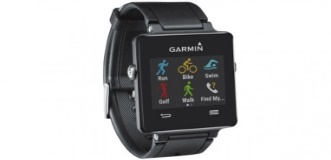 GARMIN
Run Bike Swim
Golf Walk Find My...